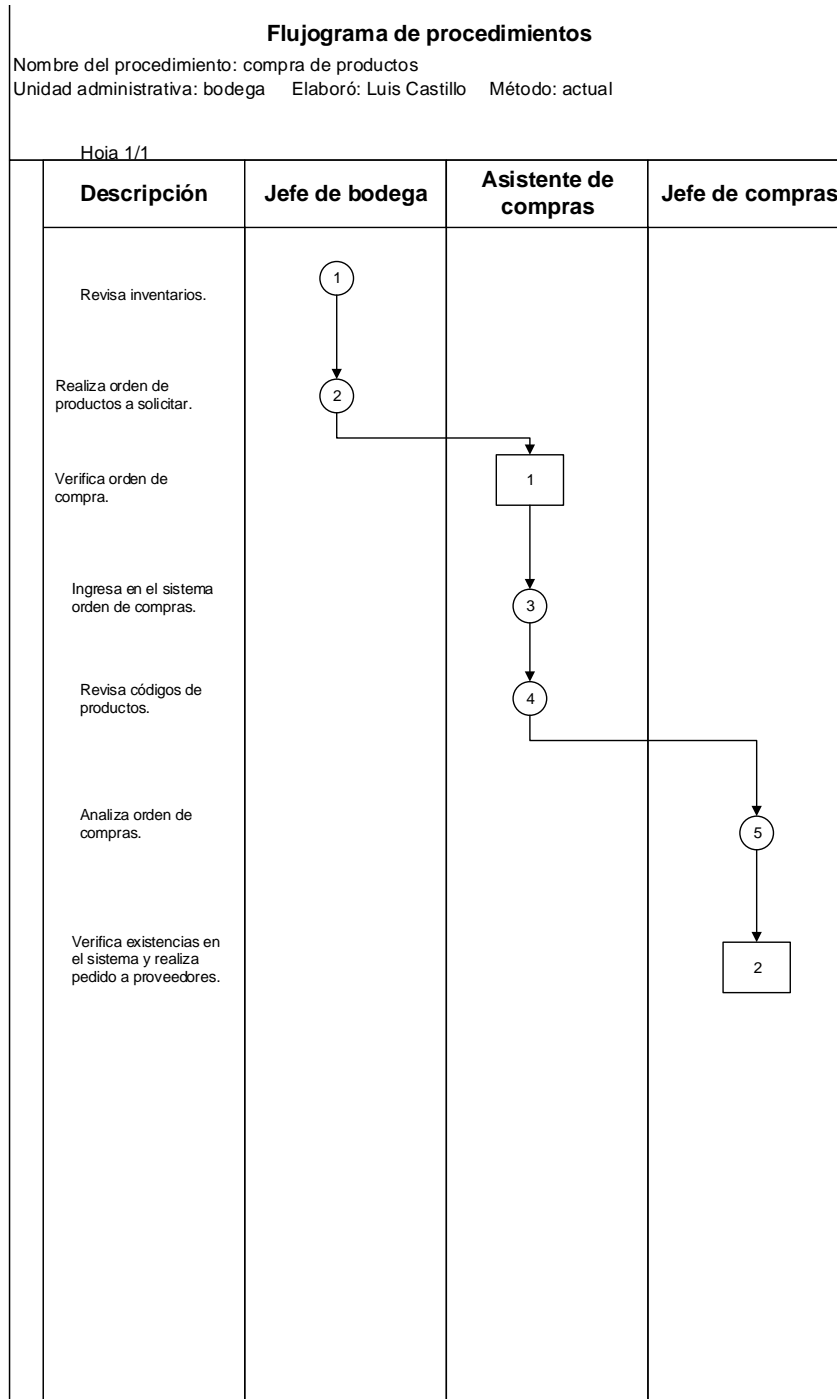 Flujograma de procedimientos
Nombre del procedimiento: compra de productos
Unidad administrativa: bodega Elaboró: Luis Castillo Método: actual
Hoja 1/1
Descripción
Jefe de bodega
Asistente de
compras
Jefe de compras
Revisa inventarios.
1
Realiza orden de
productos a solicitar.
2
Verifica orden de
compra.
1
Ingresa en el sistema
orden de compras.
3
Revisa códigos de
productos.
4
Analiza orden de
compras.
5
Verifica existencias en
el sistema y realiza
pedido a proveedores.
2